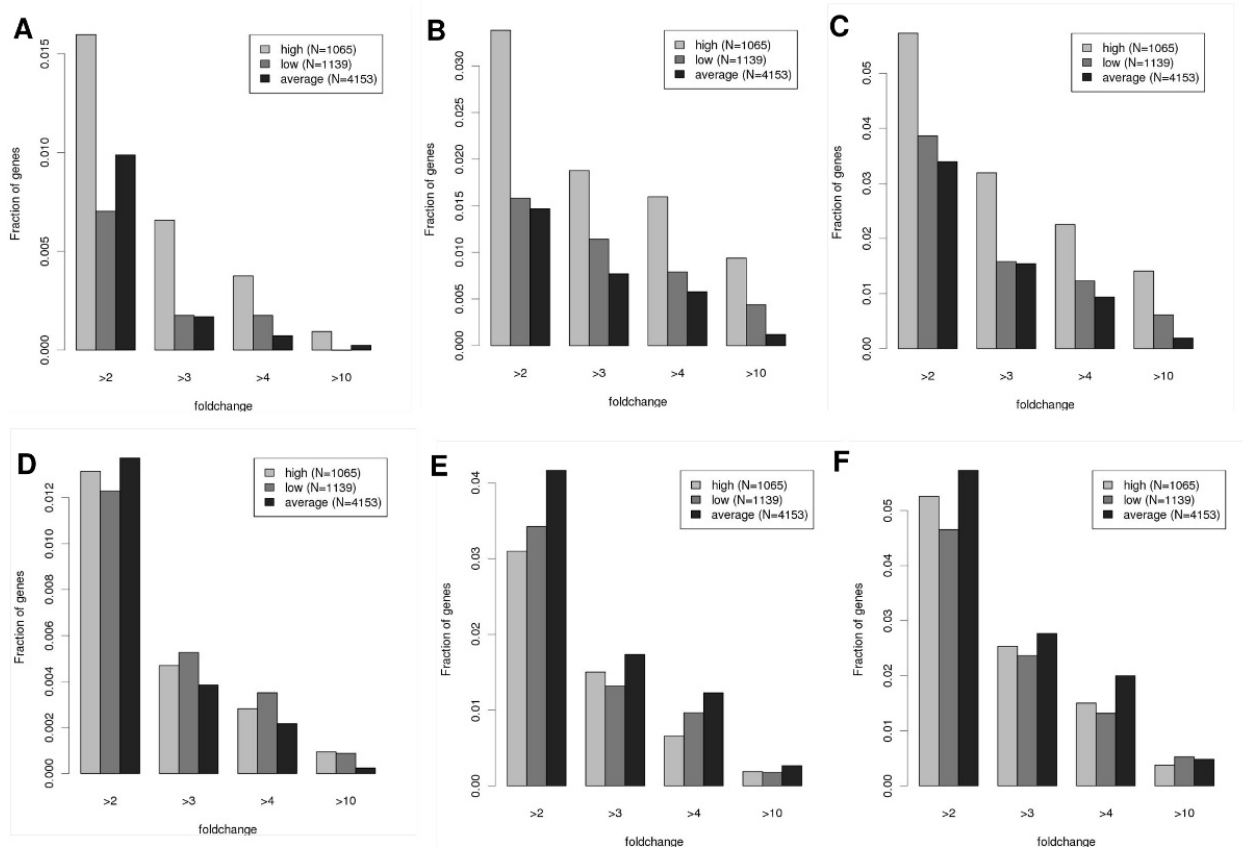 A
high (N=1065)
low (N=1139)
average (N=4153)
Fraction of genes
0.015
0.010
0.005
0.000
>2 >3 >4 >10
foldchange
B
high (N=1065)
low (N=1139)
average (N=4153)
Fraction of genes
0.030
0.025
0.020
0.015
0.010
0.005
0.000
>2 >3 >4 >10
foldchange
C
high (N=1065)
low (N=1139)
average (N=4153)
Fraction of genes
0.05
0.04
0.03
0.02
0.01
0.00
>2 >3 >4 >10
foldchange
D
high (N=1065)
low (N=1139)
average (N=4153)
Fraction of genes
0.012
0.010
0.008
0.006
0.004
0.002
0.000
>2 >3 >4 >10
foldchange
E
high (N=1065)
low (N=1139)
average (N=4153)
Fraction of genes
0.04
0.03
0.02
0.01
0.00
>2 >3 >4 >10
foldchange
F
high (N=1065)
low (N=1139)
average (N=4153)
Fraction of genes
0.05
0.04
0.03
0.02
0.01
0.00
>2 >3 >4 >10
foldchange